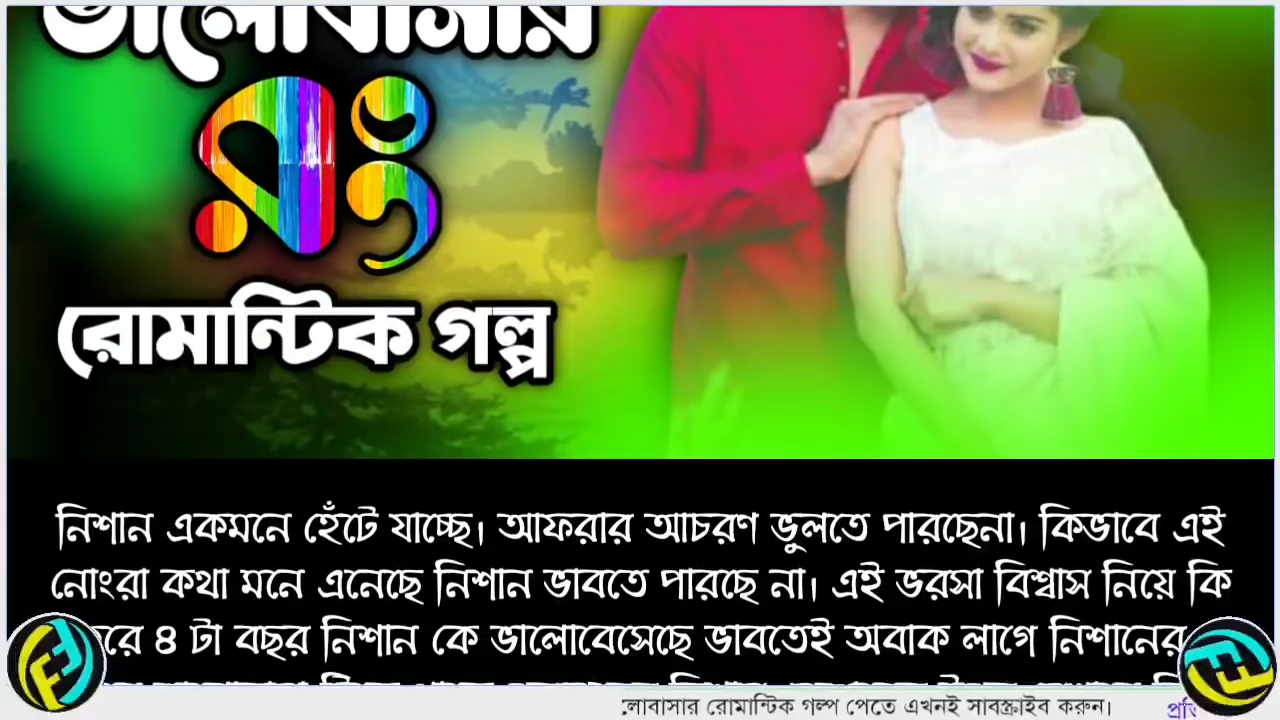 ভালোবাসার
রং
রোমান্টিক গল্প
নিশান একমনে হেঁটে যাচ্ছে। আফরার আচরণ ভুলতে পারছেনা। কিভাবে এই
নোংরা কথা মনে এনেছে নিশান ভাবতে পারছে না। এই ভরসা বিশ্বাস নিয়ে কি
৪ টা বছর নিশান কে ভালোবেসেছে ভাবতেই অবাক লাগে নিশানের
রোমান্টিক গল্প পেতে এখনই সাবস্ক্রাইব করুন।